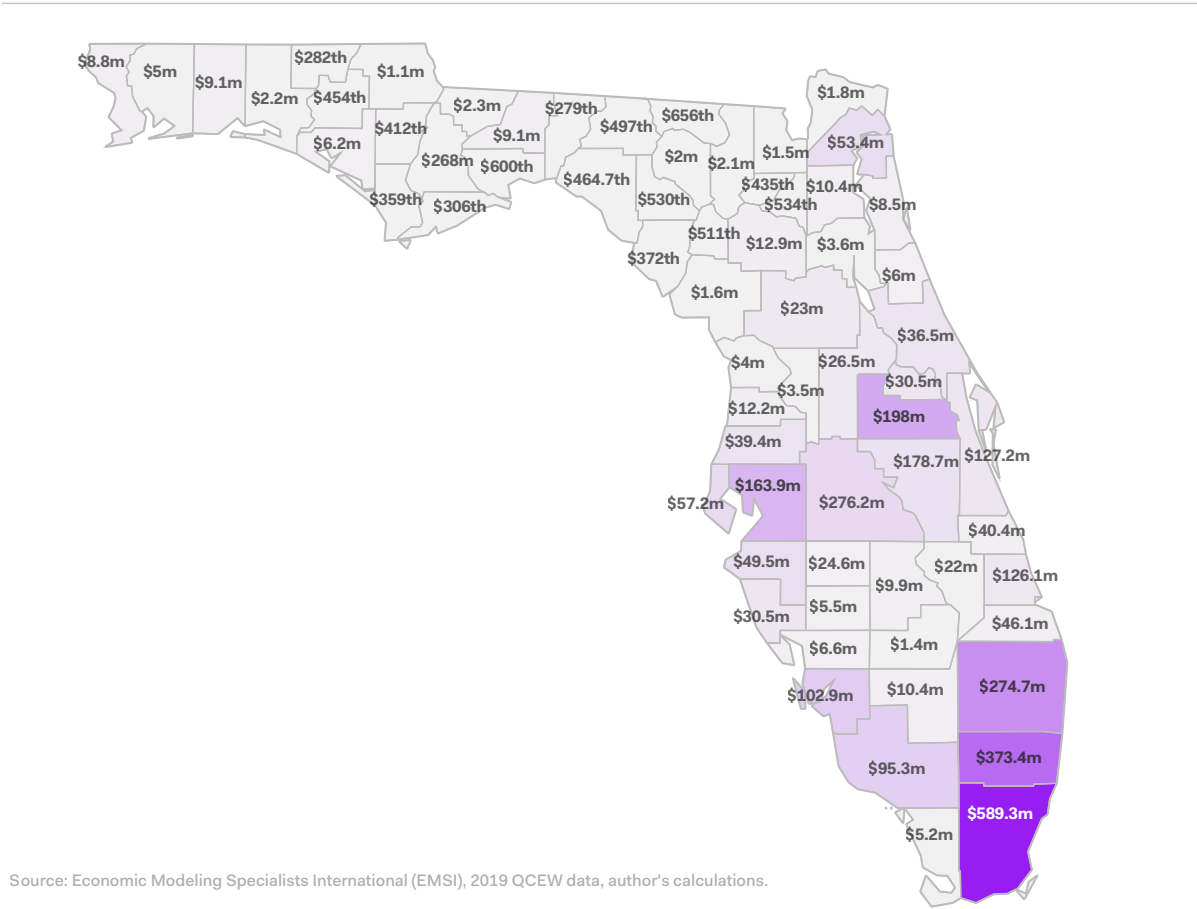 $282th
$8.8m
$5m
$1.1m
$9.1m
$1.8m
$2.2m
$454th
$2.3m
$279th
$656th
$412th
$497th
$9.1m
$6.2m
$53.4m
$1.5m
$2m
$268m
$2.1m
$600th
$464.7th
$435th
$10.4m
$359th
$530th
$534th
$8.5m
$306th
$511th
$12.9m
$3.6m
$372th
$6m
$1.6m
$23m
$36.5m
$4m
$26.5m
$30.5m
$3.5m
$12.2m
$198m
$39.4m
$127.2m
$178.7m
$163.9m
$57.2m
$276.2m
$40.4m
$49.5m
$24.6m
$22m
$126.1m
$9.9m
$5.5m
$30.5m
$46.1m
$6.6m
$1.4m
$274.7m
$10.4m
$102.9m
$373.4m
$95.3m
$589.3m
$5.2m
Source: Economic Modeling Specialists International (EMSI), 2019 QCEW data, author's calculations.